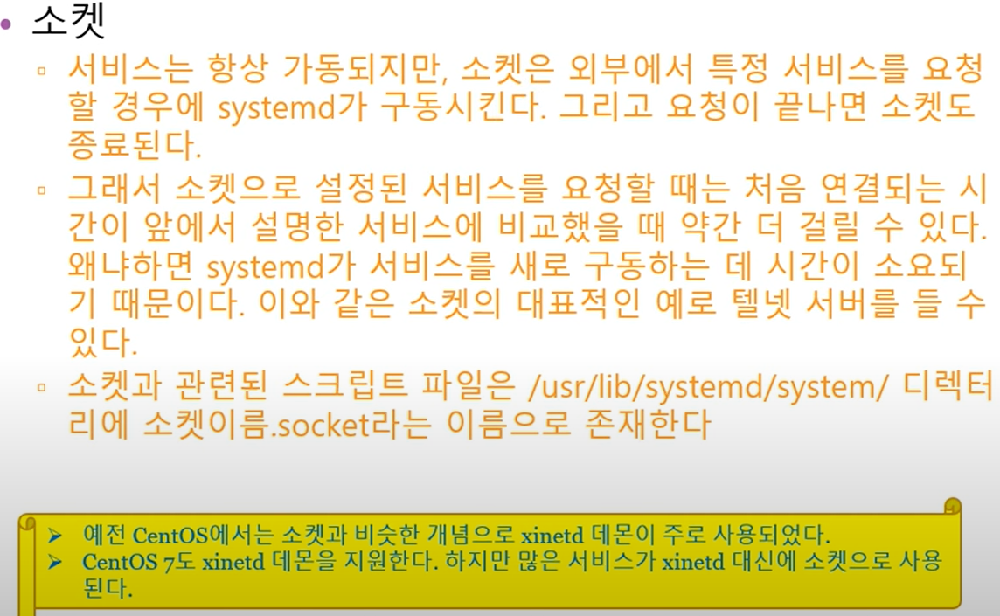 • 소켓
▫ 서비스는 항상 가동되지만, 소켓은 외부에서 특정 서비스를 요청
할 경우에 systemd가 구동시킨다. 그리고 요청이 끝나면 소켓도
종료된다.
▫ 그래서 소켓으로 설정된 서비스를 요청할 때는 처음 연결되는 시
간이 앞에서 설명한 서비스에 비교했을 때 약간 더 걸릴 수 있다.
왜냐하면 systemd가 서비스를 새로 구동하는 데 시간이 소요되
기 때문이다. 이와 같은 소켓의 대표적인 예로 텔넷 서버를 들 수
있다.
▫ 소켓과 관련된 스크립트 파일은 /usr/lib/systemd/system/ 디렉터
리에 소켓이름.socket라는 이름으로 존재한다
➢ 예전 CentOS에서는 소켓과 비슷한 개념으로 xinetd 데몬이 주로 사용되었다.
➢ CentOS 7도 xinetd 데몬을 지원한다. 하지만 많은 서비스가 xinetd 대신에 소켓으로 사용
된다.